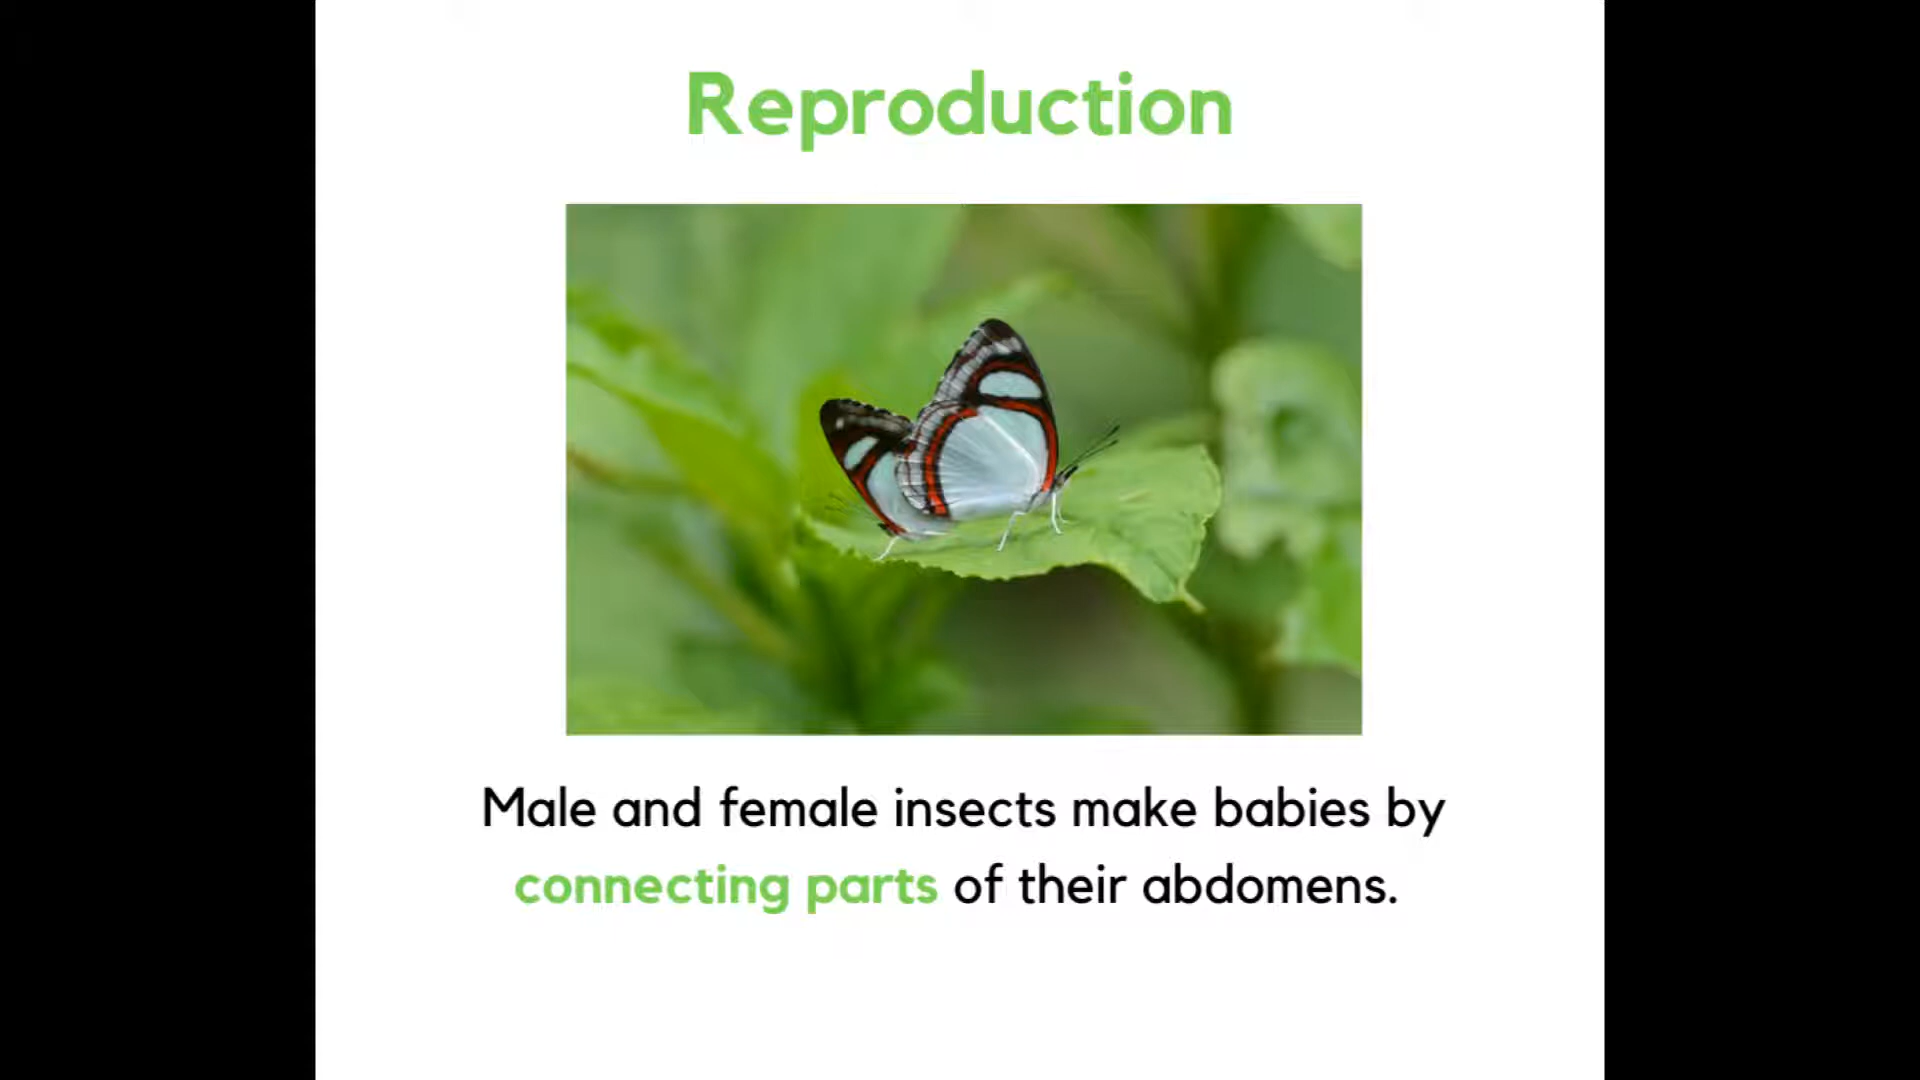 Reproduction
Male and female insects make babies by
connecting parts of their abdomens.